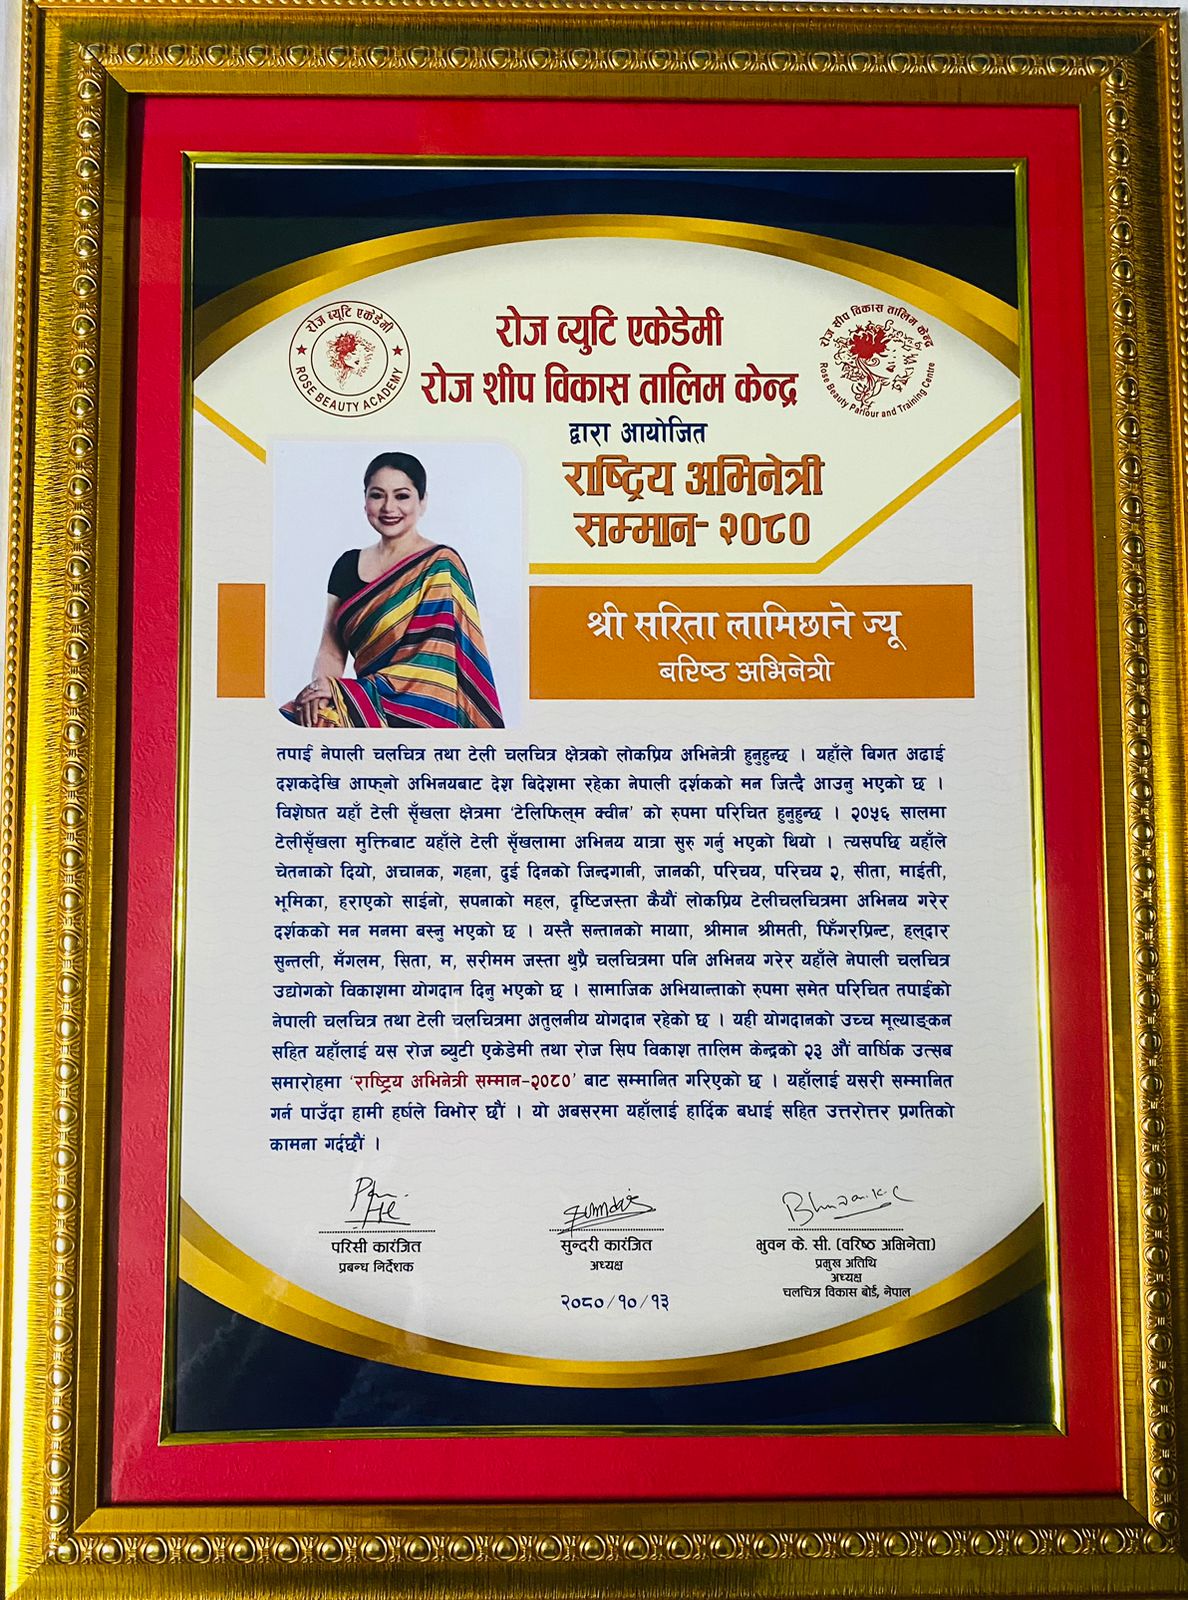 रोज ब्यूटि एकेडेमी
ROSE BEAUTY ACADEMY
रोज ब्युटि एकेडेमी
रोज शीप विकास तालिम केन्द्र
रोज सीप विकास तालिम केन्द्र
Rose Beauty Parlour and Training Centre
द्वारा आयोजित
राष्ट्रिय अभिनेत्री
सम्मान- २०८०
श्री सरिता लामिछाने ज्यू
बरिष्ठ अभिनेत्री
तपाई नेपाली चलचित्र तथा टेली चलचित्र क्षेत्रको लोकप्रिय अभिनेत्री हुनुहुन्छ । यहाँले बिगत अढाई
दशकदेखि आफ्नो अभिनयबाट देश बिदेशमा रहेका नेपाली दर्शकको मन जित्दै आउनु भएको छ ।
विशेषत यहाँ टेली सृँखला क्षेत्रमा 'टेलिफिल्म क्वीन' को रुपमा परिचित हुनुहुन्छ । २०५६ सालमा
टेलीसृँखला मुक्तिबाट यहाँले टेली सृँखलामा अभिनय यात्रा सुरु गर्नु भएको थियो । त्यसपछि यहाँले
चेतनाको दियो, अचानक, गहना, दुई दिनको जिन्दगानी, जानकी, परिचय, परिचय २, सीता, माईती,
भूमिका, हराएको साईनो, सपनाको महल, दृष्टिजस्ता कैयौं लोकप्रिय टेलीचलचित्रमा अभिनय गरेर
दर्शकको मन मनमा बस्नु भएको छ । यस्तै सन्तानको मायाा, श्रीमान श्रीमती, फिँगरप्रिन्ट, हल्दार
सुन्तली, मँगलम, सिता, म, सरीमम जस्ता थुप्रै चलचित्रमा पनि अभिनय गरेर यहाँले नेपाली चलचित्र
उद्योगको विकाशमा योगदान दिनु भएको छ । सामाजिक अभियान्ताको रुपमा समेत परिचित तपाईको
नेपाली चलचित्र तथा टेली चलचित्रमा अतुलनीय योगदान रहेको छ । यही योगदानको उच्च मूल्याङ्कन
सहित यहाँलाई यस रोज ब्युटी एकेडेमी तथा रोज सिप विकाश तालिम केन्द्रको २३ औं वार्षिक उत्सब
समारोहमा 'राष्ट्रिय अभिनेत्री सम्मान-२०८०' बाट सम्मानित गरिएको छ । यहाँलाई यसरी सम्मानित
गर्न पाउँदा हामी हर्षले विभोर छौं । यो अबसरमा यहाँलाई हार्दिक बधाई सहित उत्तरोत्तर प्रगतिको
कामना गर्दछौं ।
Bhuwan.K.C
परिसी कारंजित
प्रबन्ध निर्देशक
सुन्दरी कारंजित
अध्यक्ष
भुवन के. सी. (वरिष्ठ अभिनेता)
प्रमुख अतिथि
अध्यक्ष
चलचित्र विकास बोर्ड, नेपाल
२०८०/१०/१३